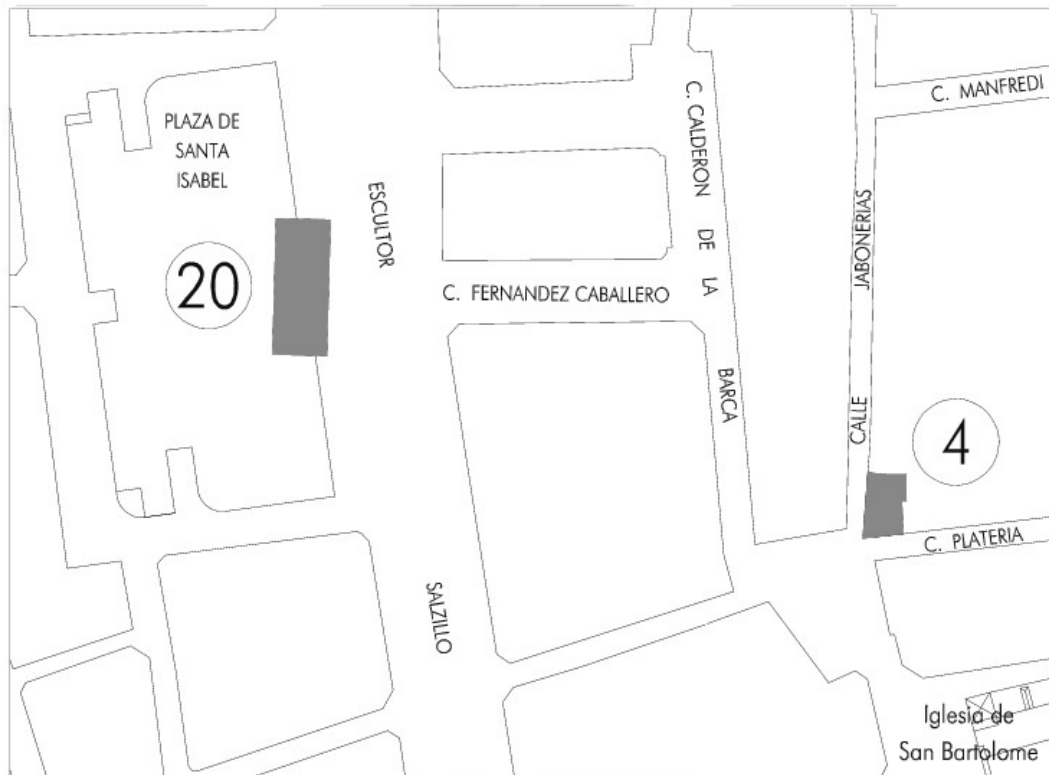 PLAZA DE
SANTA
ISABEL
20
ESCULTOR
SALZILLO
C. FERNANDEZ CABALLERO
C. CALDERON DE LA BARCA
CALLE JABONERIAS
C. MANFREDI
4
C. PLATERIA
Iglesia de
San Bartolome